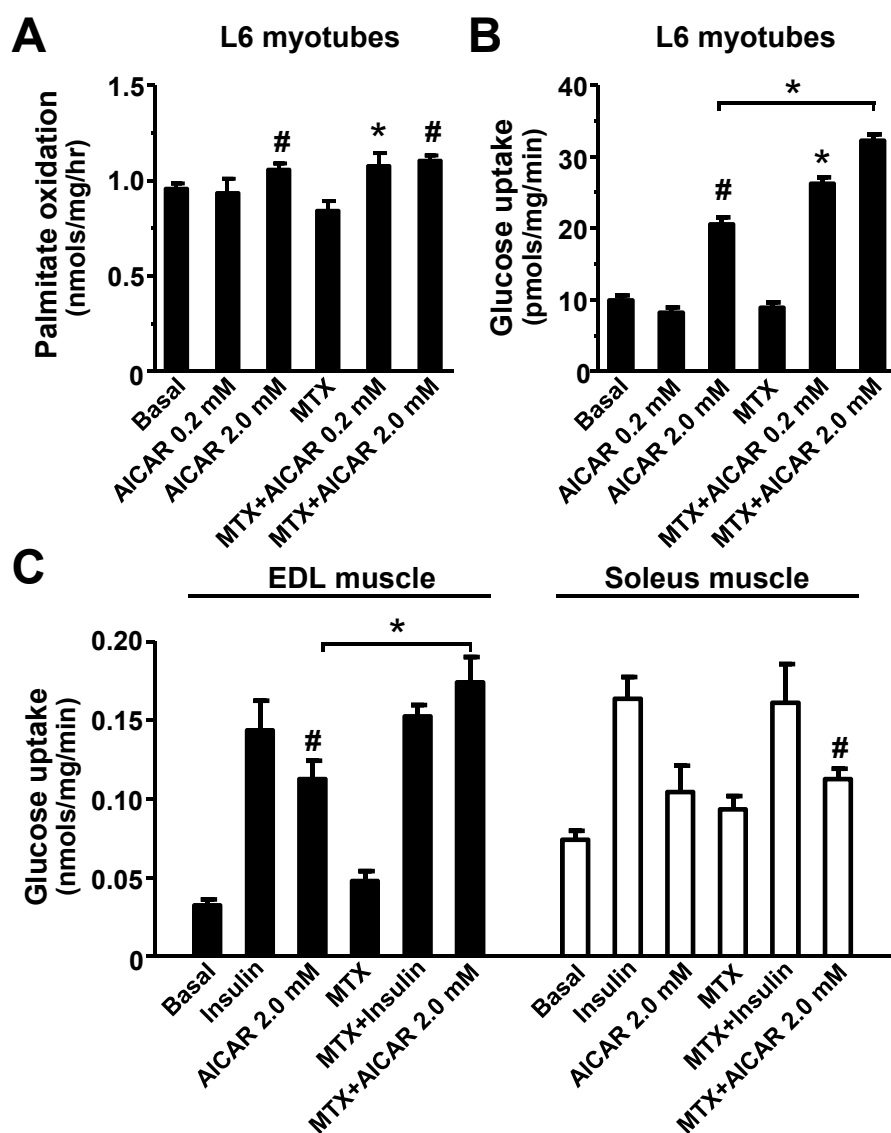 A
L6 myotubes
Palmitate oxidation
(nmols/mg/hr)
1.5
1.0
0.5
0
#
*
#
Basal
AICAR 0.2 mM
AICAR 2.0 mM
MTX
MTX+AICAR 0.2 mM
MTX+AICAR 2.0 mM
B
L6 myotubes
Glucose uptake
(pmols/mg/min)
40
30
20
10
0
#
*
*
Basal
AICAR 0.2 mM
AICAR 2.0 mM
MTX
MTX+AICAR 0.2 mM
MTX+AICAR 2.0 mM
C
EDL muscle
Soleus muscle
Glucose uptake
(nmols/mg/min)
0.20
0.15
0.10
0.05
0
#
*
#
Basal
Insulin
AICAR 2.0 mM
MTX
MTX+Insulin
MTX+AICAR 2.0 mM
Basal
Insulin
AICAR 2.0 mM
MTX
MTX+Insulin
MTX+AICAR 2.0 mM